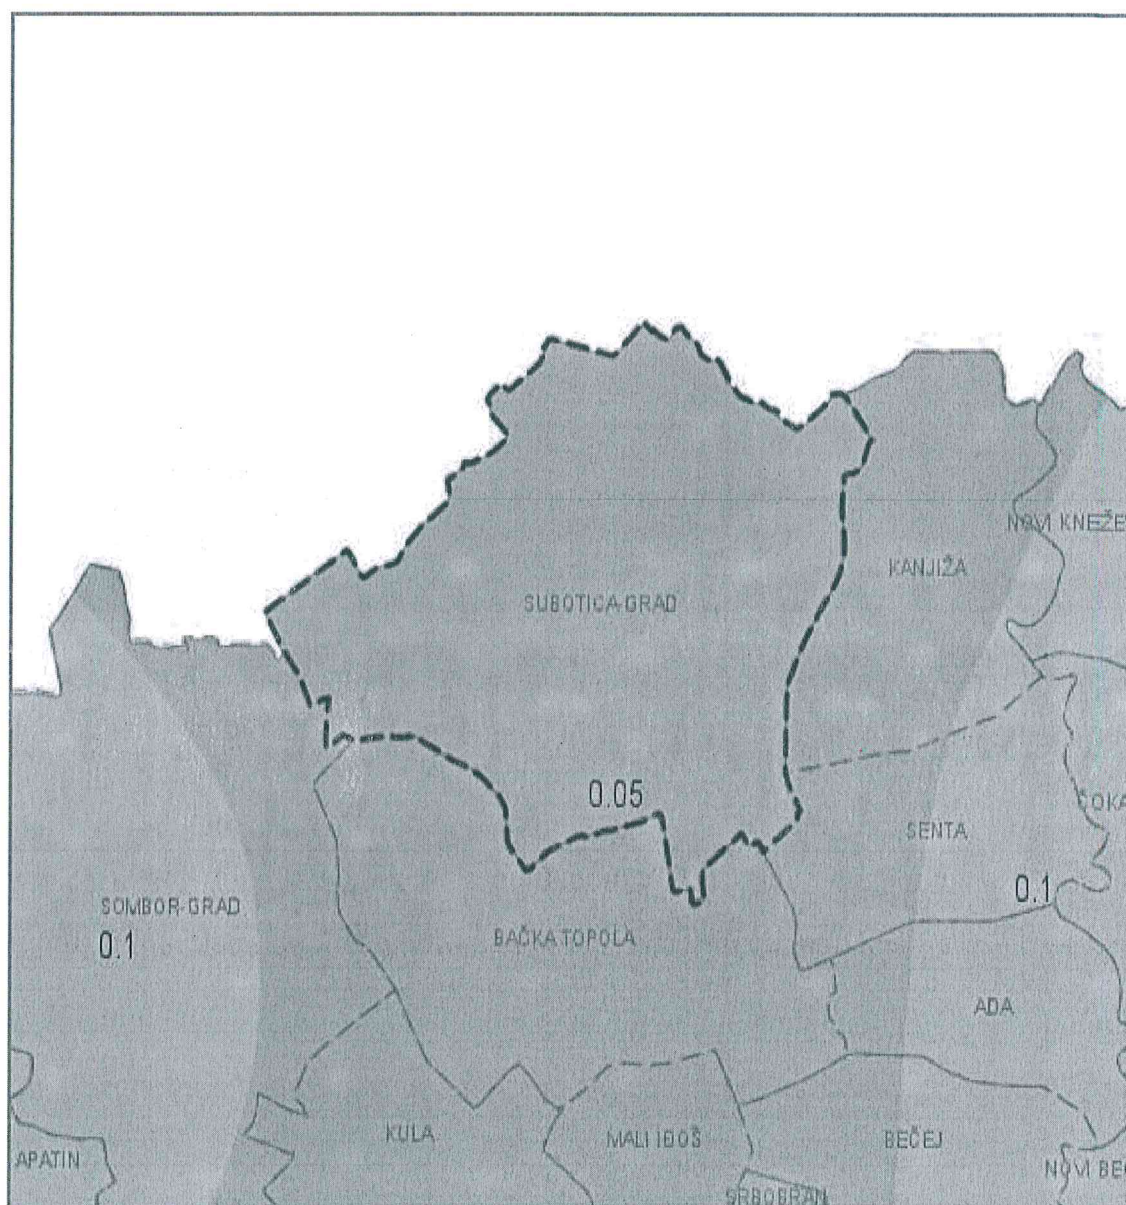 NOVI KNEŽE
KANJIŽA
SUBOTICA-GRAD
0.05
ČOKA
SENTA
0.1
SOMBOR-GRAD
0.1
BAČKA TOPOLA
ADA
KULA
MALI IĐOŠ
BEČEJ
APATIN
NOVI BEČ
SRBOBRAN